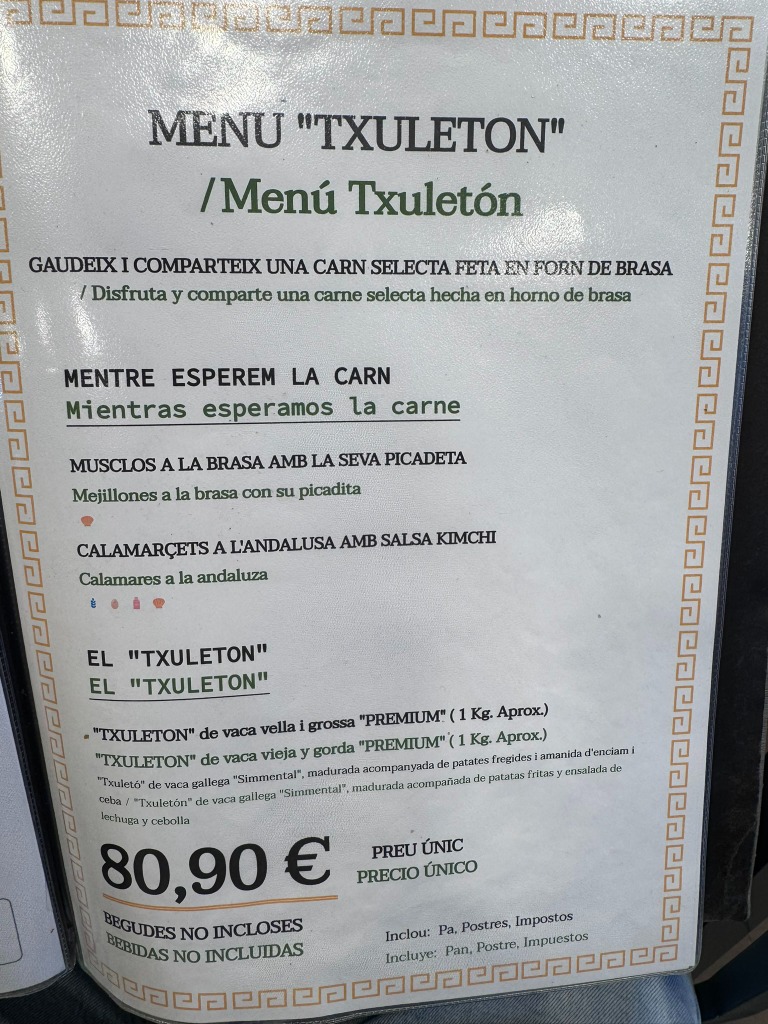 MENU "TXULETON"
/Menú Txuletón
GAUDEIX I COMPARTEIX UNA CARN SELECTA FETA EN FORN DE BRASA
/ Disfruta y comparte una carne selecta hecha en horno de brasa
MENTRE ESPEREM LA CARN
Mientras esperamos la carne
MUSCLOS A LA BRASA AMB LA SEVA PICADETA
Mejillones a la brasa con su picadita
CALAMARÇETS A L'ANDALUSA AMB SALSA KIMCHI
Calamares a la andaluza
EL "TXULETON"
EL "TXULETON"
"TXULETON" de vaca vella i grossa "PREMIUM" ( 1 Kg. Aprox.)
"TXULETON" de vaca vieja y gorda "PREMIUM" ( 1 Kg. Aprox.)
"Txuletó" de vaca gallega "Simmental", madurada acompanyada de patates fregides i amanida d'enciam i
ceba / "Txuletón" de vaca gallega "Simmental", madurada acompañada de patatas fritas y ensalada de
lechuga y cebolla
80,90 €
PREU ÚNIC
PRECIO ÚNICO
BEGUDES NO INCLOSES
BEBIDAS NO INCLUIDAS
Inclou: Pa, Postres, Impostos
Incluye: Pan, Postre, Impuestos